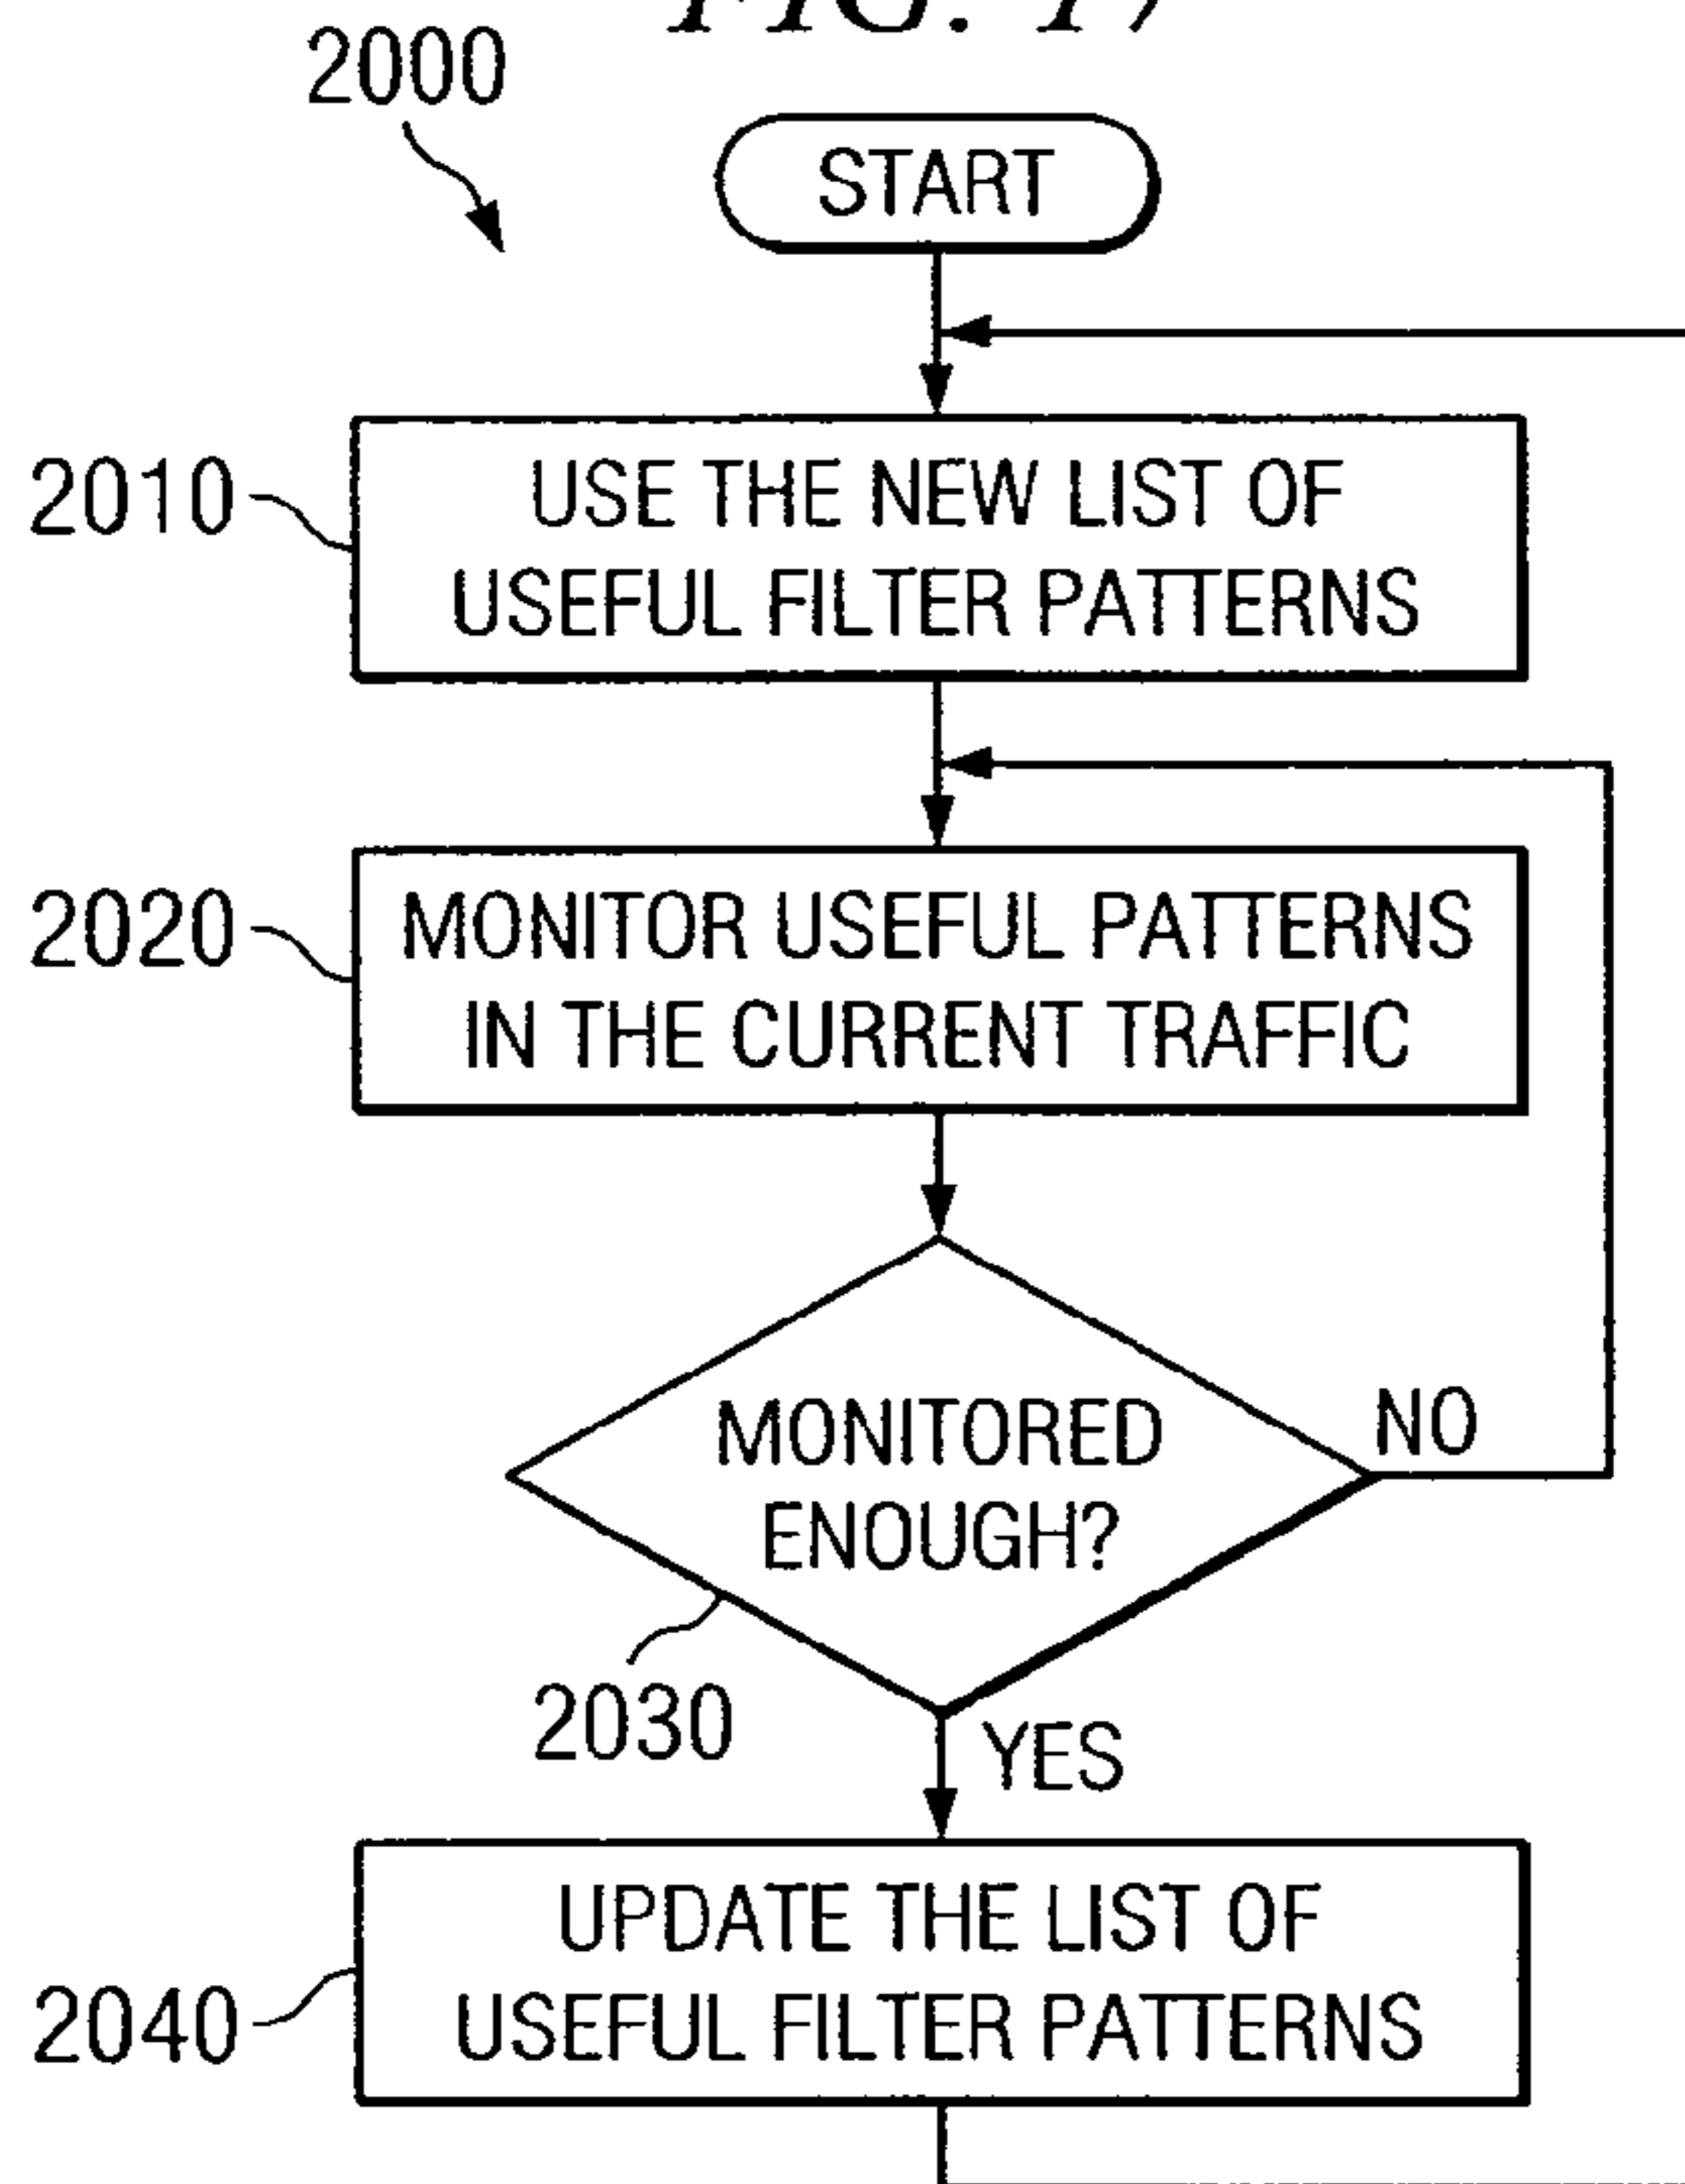 2000
START
2010
USE THE NEW LIST OF
USEFUL FILTER PATTERNS
2020
MONITOR USEFUL PATTERNS
IN THE CURRENT TRAFFIC
MONITORED
ENOUGH?
NO
2030
YES
2040
UPDATE THE LIST OF
USEFUL FILTER PATTERNS